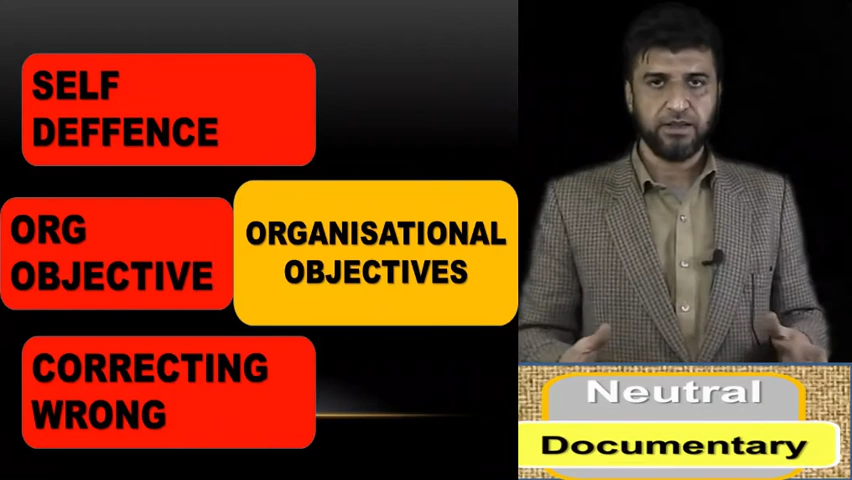 SELF
DEFFENCE
ORG
OBJECTIVE
ORGANISATIONAL
OBJECTIVES
CORRECTING
WRONG
Neutral
Documentary